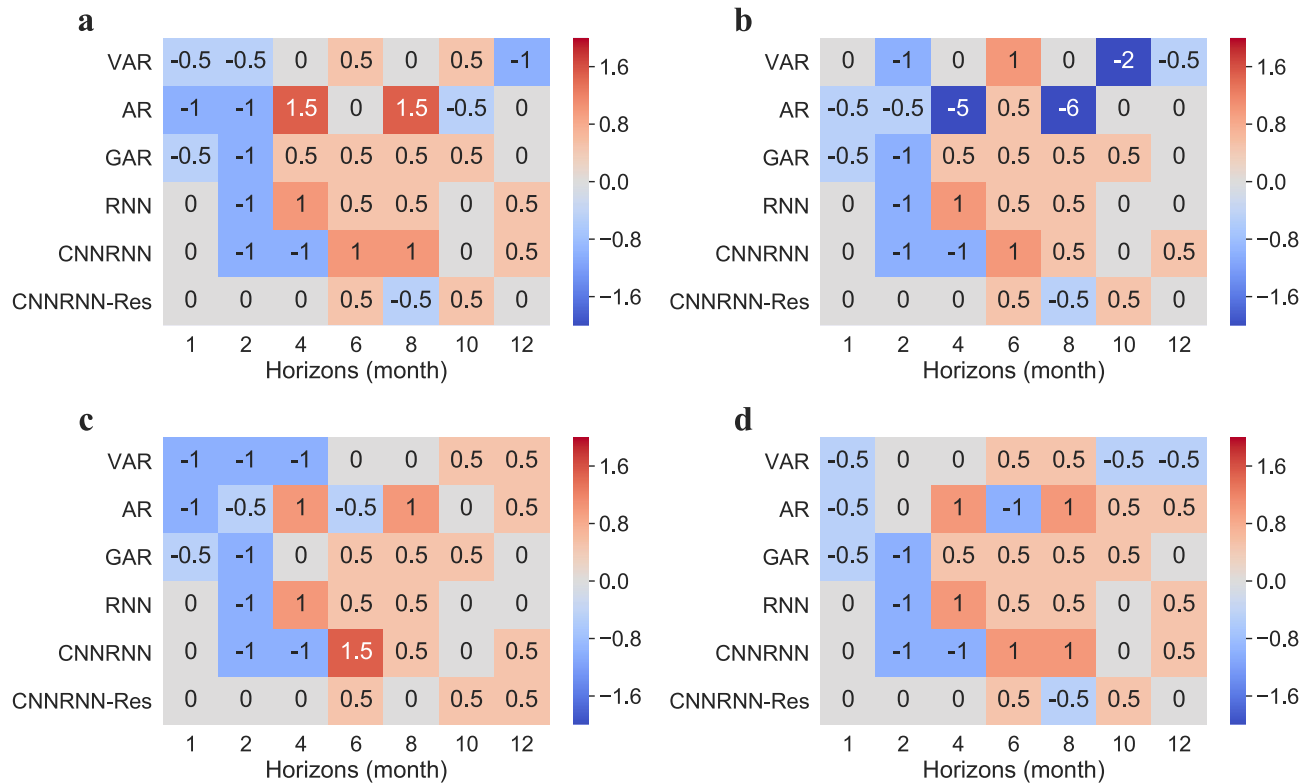 a
VAR -0.5 -0.5 0 0.5 0 0.5 -1
AR -1 -1 1.5 0 1.5 -0.5 0
GAR -0.5 -1 0.5 0.5 0.5 0.5 0
RNN 0 -1 1 0.5 0.5 0 0.5
CNNRNN 0 -1 -1 1 1 0 0.5
CNNRNN-Res 0 0 0 0.5 -0.5 0.5 0
1 2 4 6 8 10 12
Horizons (month)
1.6
0.8
0.0
−0.8
−1.6
b
VAR 0 -1 0 1 0 -2 -0.5
AR -0.5 -0.5 -5 0.5 -6 0 0
GAR -0.5 -1 0.5 0.5 0.5 0.5 0
RNN 0 -1 1 0.5 0.5 0 0
CNNRNN 0 -1 -1 1 0.5 0 0.5
CNNRNN-Res 0 0 0 0.5 -0.5 0.5 0
1 2 4 6 8 10 12
Horizons (month)
1.6
0.8
0.0
−0.8
−1.6
c
VAR -1 -1 -1 0 0 0.5 0.5
AR -1 -0.5 1 -0.5 1 0 0.5
GAR -0.5 -1 0 0.5 0.5 0.5 0
RNN 0 -1 1 0.5 0.5 0 0
CNNRNN 0 -1 -1 1.5 0.5 0 0.5
CNNRNN-Res 0 0 0 0.5 0 0.5 0.5
1 2 4 6 8 10 12
Horizons (month)
1.6
0.8
0.0
−0.8
−1.6
d
VAR -0.5 0 0 0.5 0.5 -0.5 -0.5
AR -0.5 0 1 -1 1 0.5 0.5
GAR -0.5 -1 0.5 0.5 0.5 0.5 0
RNN 0 -1 1 0.5 0.5 0 0.5
CNNRNN 0 -1 -1 1 1 0 0.5
CNNRNN-Res 0 0 0 0.5 -0.5 0.5 0
1 2 4 6 8 10 12
Horizons (month)
1.6
0.8
0.0
−0.8
−1.6